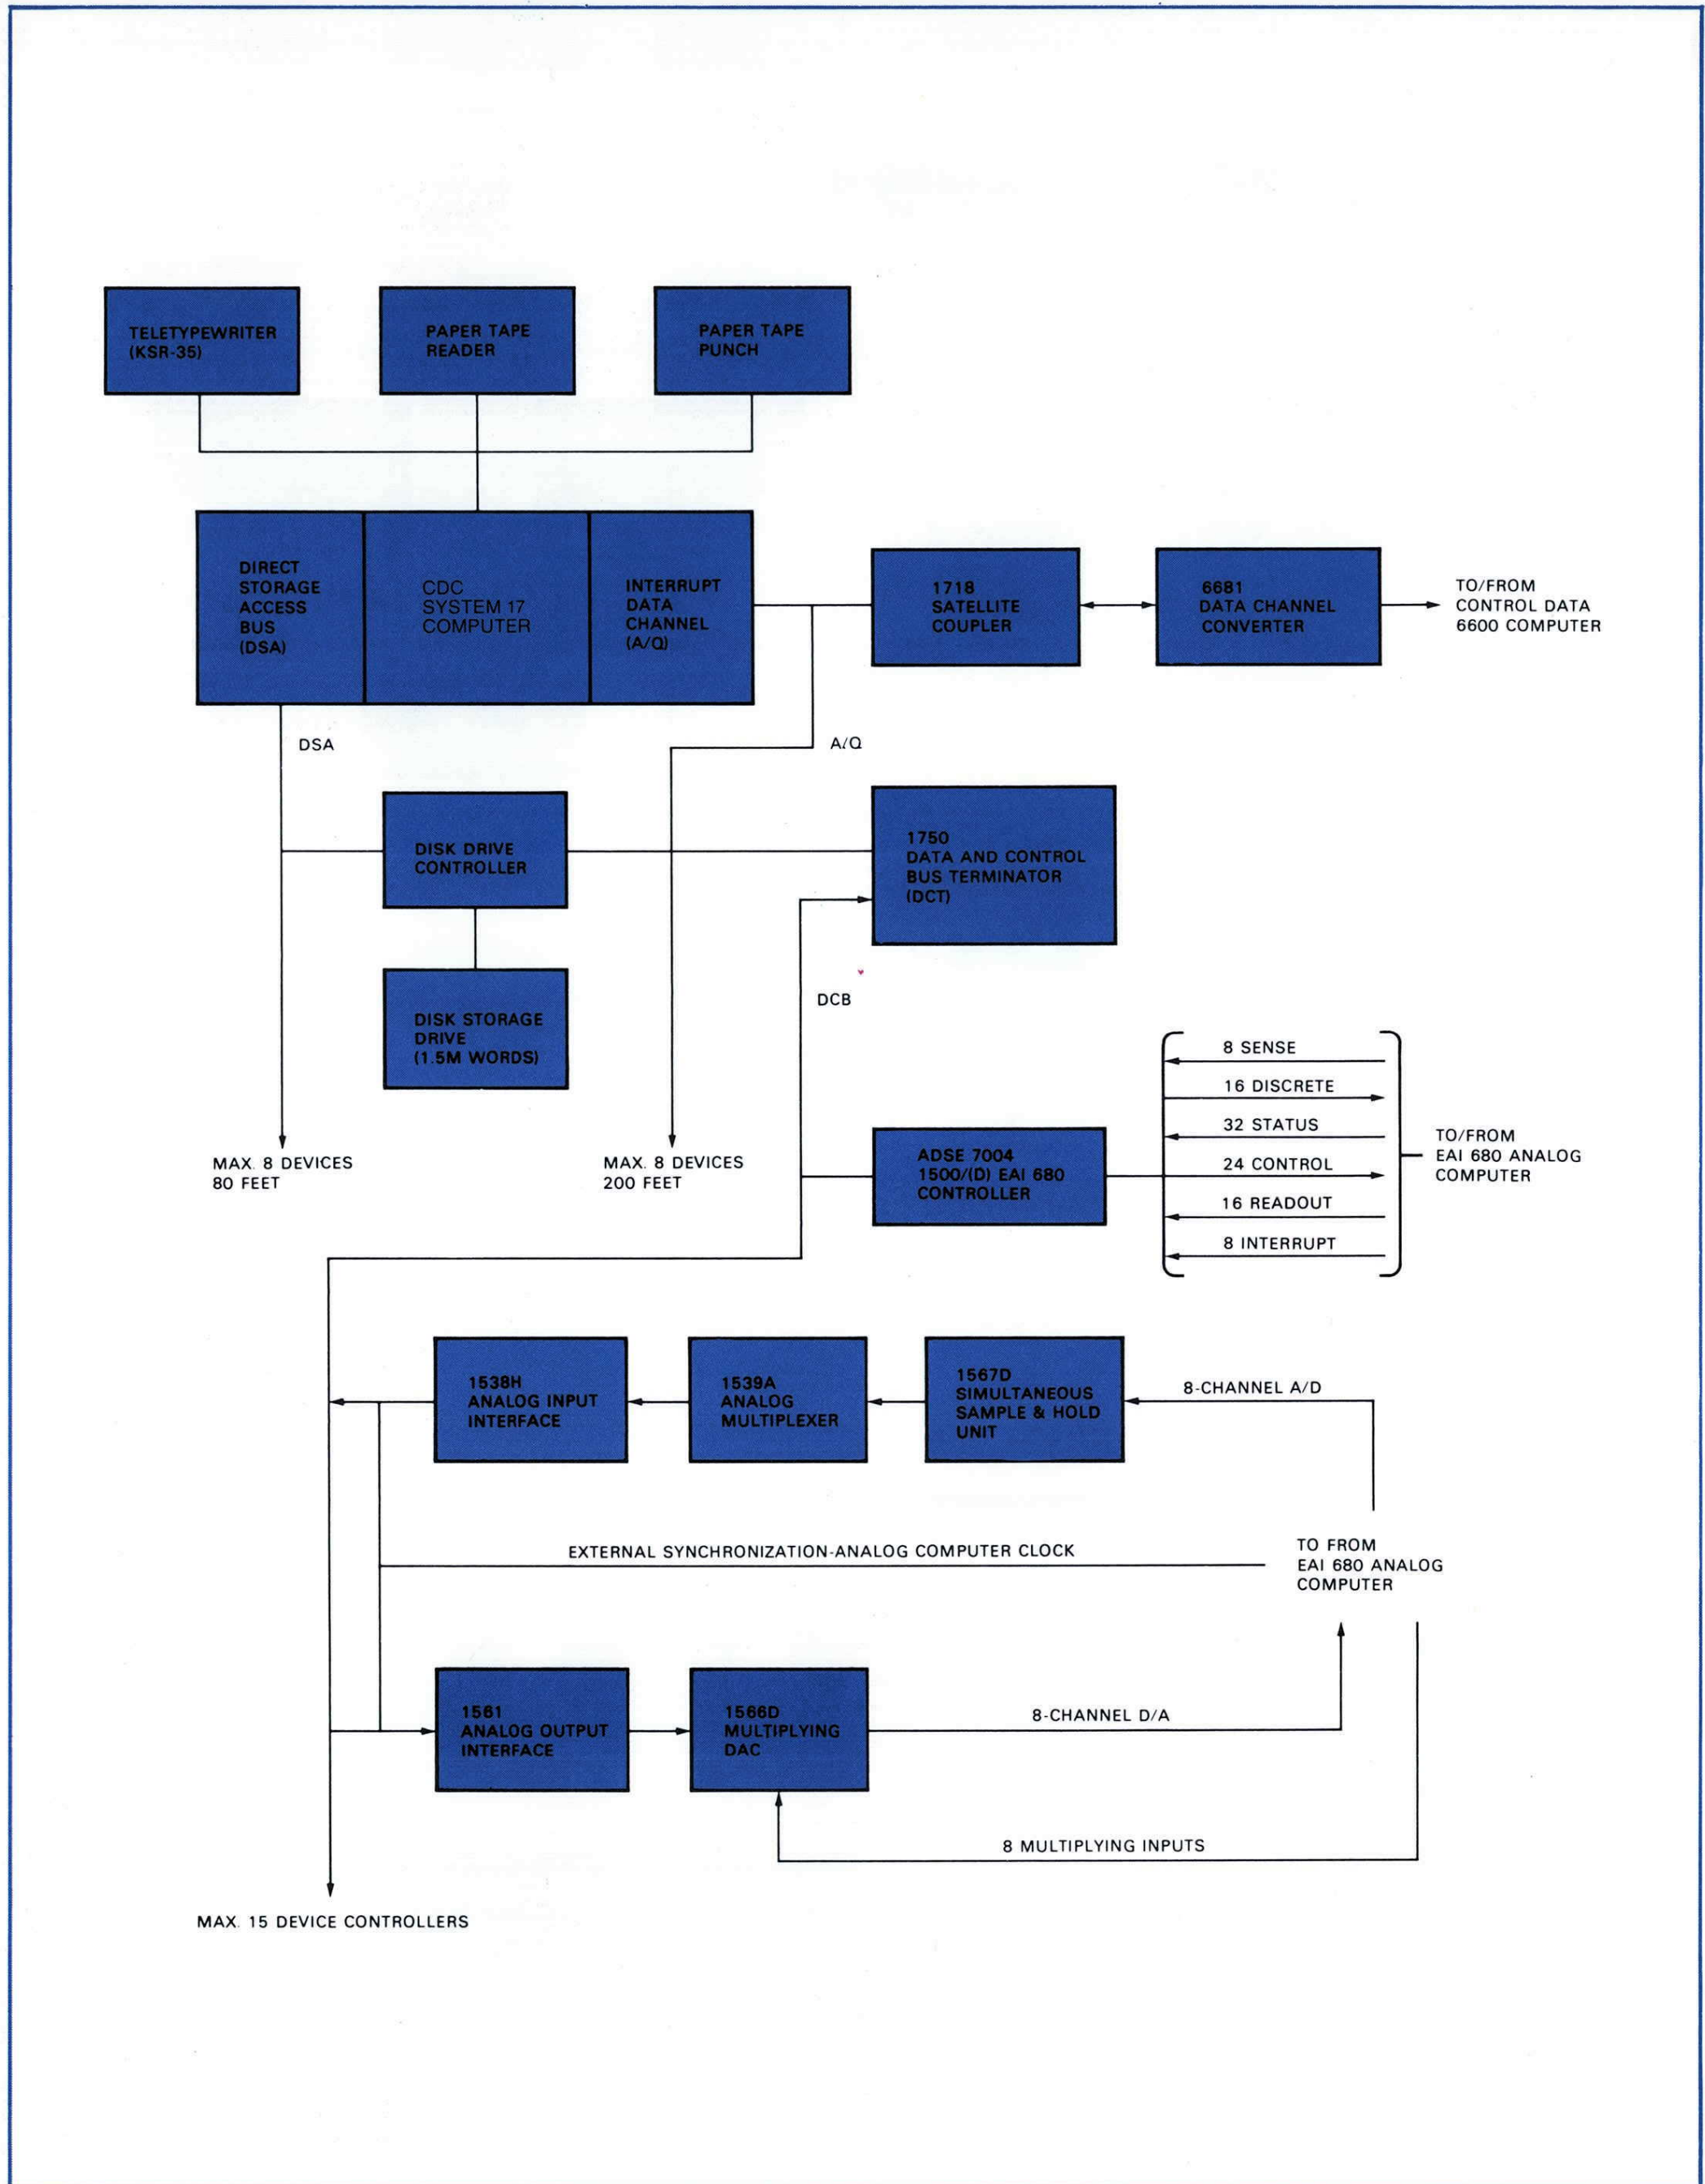 TELETYPEWRITER
(KSR-35)
PAPER TAPE
READER
PAPER TAPE
PUNCH
DIRECT
STORAGE
ACCESS
BUS
(DSA)
CDC
SYSTEM 17
COMPUTER
INTERRUPT
DATA
CHANNEL
(A/Q)
1718
SATELLITE
COUPLER
6681
DATA CHANNEL
CONVERTER
TO/FROM
CONTROL DATA
6600 COMPUTER
DSA
A/Q
DISK DRIVE
CONTROLLER
1750
DATA AND CONTROL
BUS TERMINATOR
(DCT)
DISK STORAGE
DRIVE
(1.5M WORDS)
DCB
MAX. 8 DEVICES
80 FEET
MAX. 8 DEVICES
200 FEET
ADSE 7004
1500/(D) EAI 680
CONTROLLER
8 SENSE
16 DISCRETE
32 STATUS
24 CONTROL
16 READOUT
8 INTERRUPT
TO/FROM
EAI 680 ANALOG
COMPUTER
1538H
ANALOG INPUT
INTERFACE
1539A
ANALOG
MULTIPLEXER
1567D
SIMULTANEOUS
SAMPLE & HOLD
UNIT
8-CHANNEL A/D
EXTERNAL SYNCHRONIZATION-ANALOG COMPUTER CLOCK
TO FROM
EAI 680 ANALOG
COMPUTER
1561
ANALOG OUTPUT
INTERFACE
1566D
MULTIPLYING
DAC
8-CHANNEL D/A
8 MULTIPLYING INPUTS
MAX. 15 DEVICE CONTROLLERS